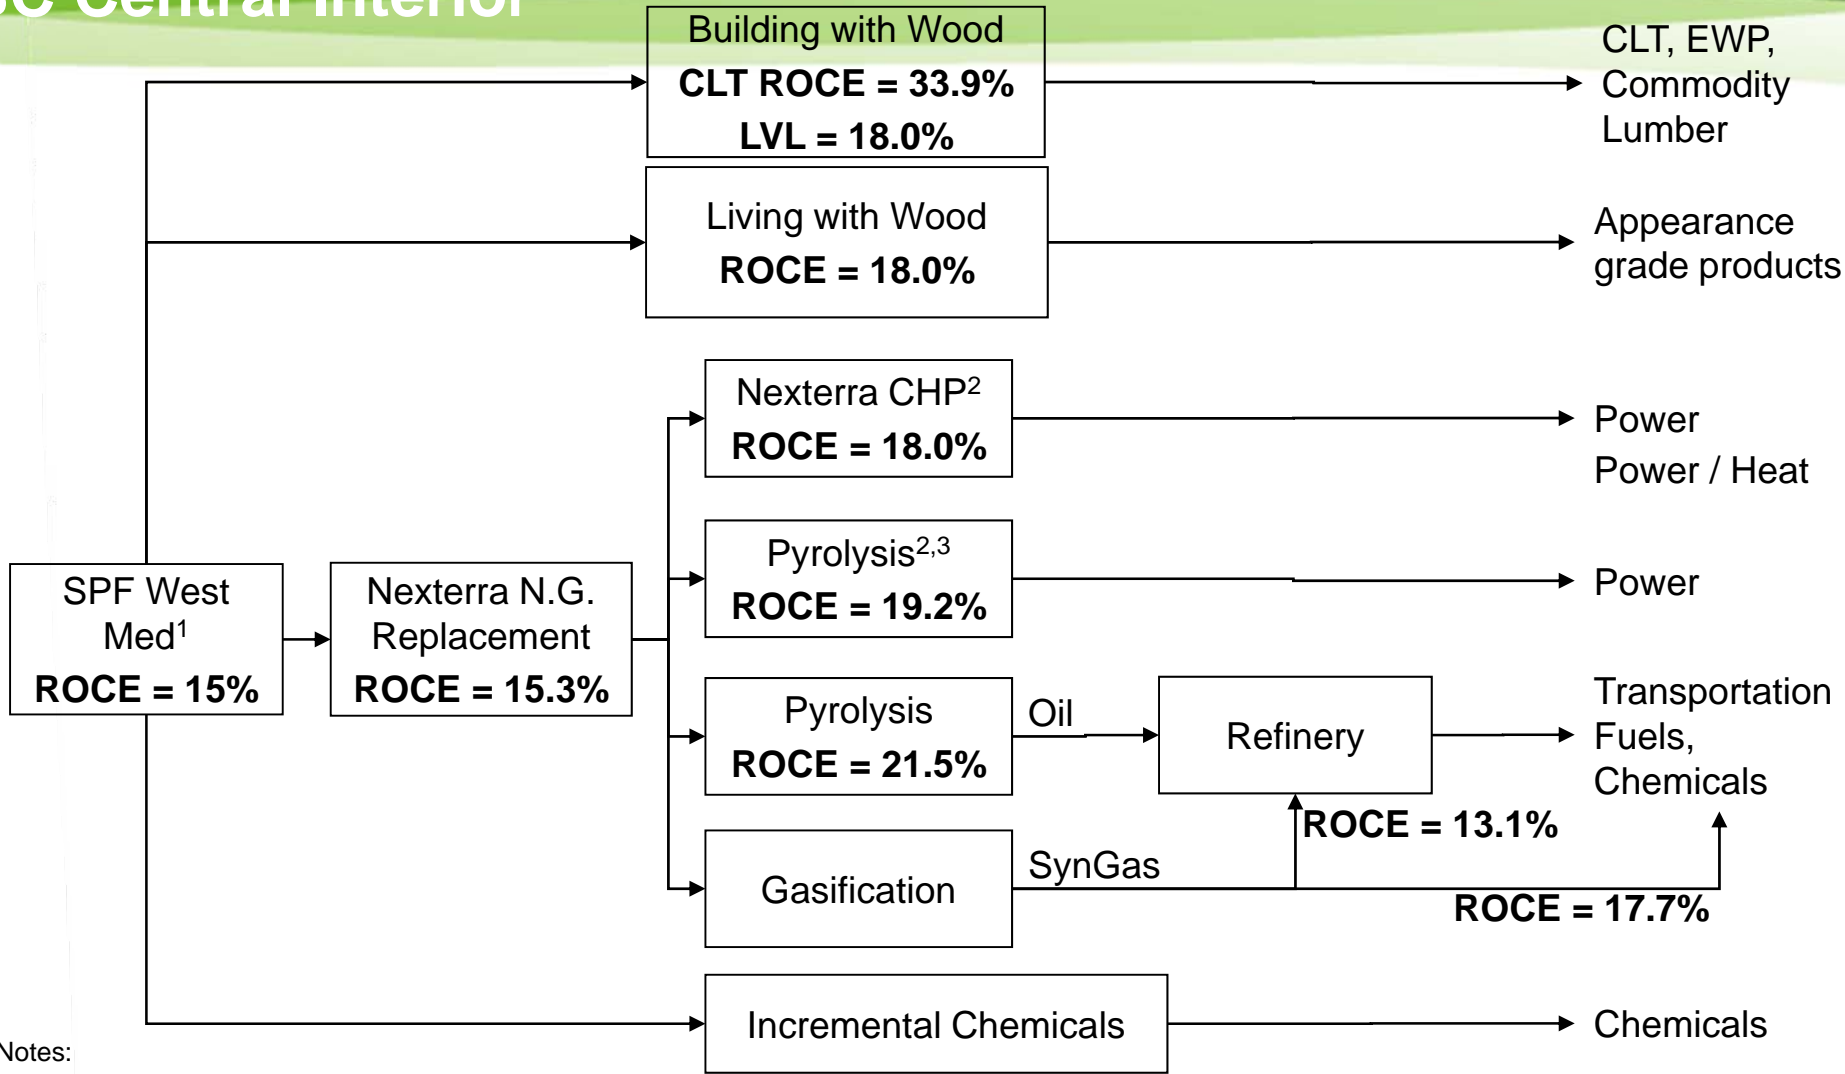 BC Central Interior
Building with Wood
CLT ROCE = 33.9%
LVL = 18.0%
CLT, EWP,
Commodity
Lumber
Living with Wood
ROCE = 18.0%
Appearance
grade products
Nexterra CHP²
ROCE = 18.0%
Power
Power / Heat
Pyrolysis²,³
ROCE = 19.2%
Power
SPF West
Med¹
ROCE = 15%
Nexterra N.G.
Replacement
ROCE = 15.3%
Pyrolysis
ROCE = 21.5%
Oil
Refinery
Transportation
Fuels,
Chemicals
ROCE = 13.1%
Gasification
SynGas
ROCE = 17.7%
Incremental Chemicals
Chemicals
Notes: